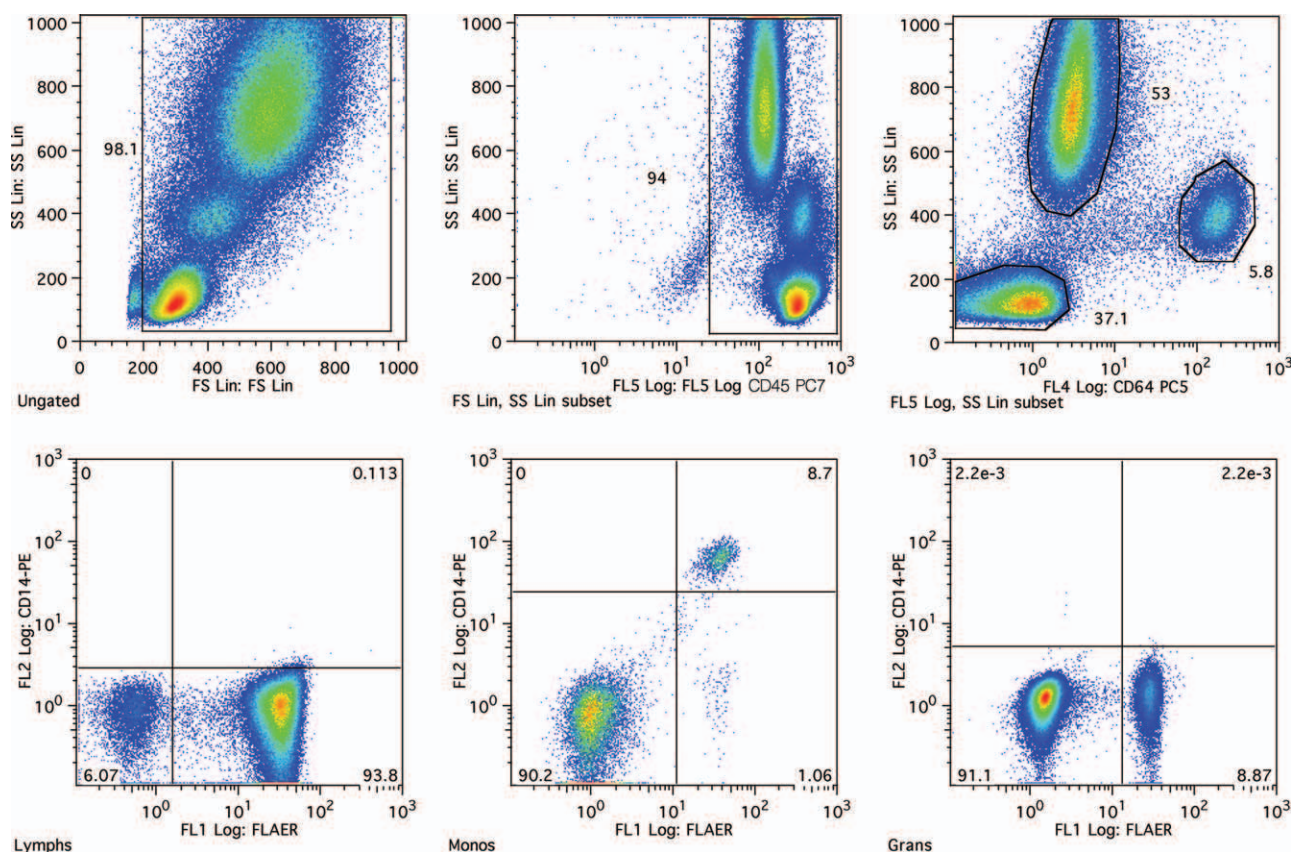 1000
800
600
400
200
0
98.1
SS Lin: SS Lin
0 200 400 600 800 1000
FS Lin: FS Lin
Ungated
1000
800
600
400
200
0
94
SS Lin: SS Lin
10^0 10^1 10^2 10^3
FL5 Log: FL5 Log CD45 PC7
FS Lin, SS Lin subset
1000
800
600
400
200
0
53
5.8
37.1
SS Lin: SS Lin
10^0 10^1 10^2 10^3
FL4 Log: CD64 PC5
FL5 Log, SS Lin subset
10^3
10^2
10^1
10^0
0 0.113
6.07 93.8
FL2 Log: CD14-PE
10^0 10^1 10^2 10^3
FL1 Log: FLAER
Lymphs
10^3
10^2
10^1
10^0
0 8.7
90.2 1.06
FL2 Log: CD14-PE
10^0 10^1 10^2 10^3
FL1 Log: FLAER
Monos
10^3
10^2
10^1
10^0
2.2e-3 2.2e-3
91.1 8.87
FL2 Log: CD14-PE
10^0 10^1 10^2 10^3
FL1 Log: FLAER
Grans